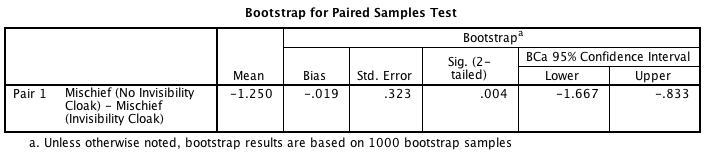 Bootstrap for Paired Samples Test
Bootstrapᵃ
Sig. (2-
tailed)
BCa 95% Confidence Interval
Mean Bias Std. Error Lower Upper
Pair 1 Mischief (No Invisibility
Cloak) - Mischief
(Invisibility Cloak)
-1.250 -.019 .323 .004 -1.667 -.833
a. Unless otherwise noted, bootstrap results are based on 1000 bootstrap samples